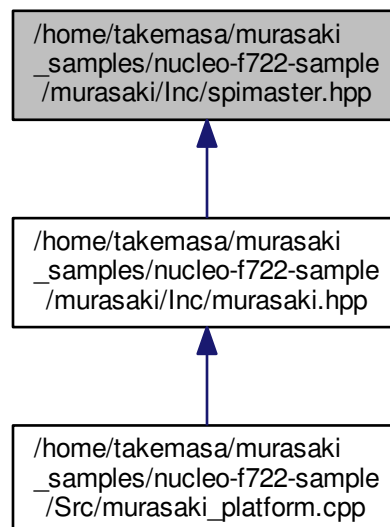 /home/takemasa/murasaki
_samples/nucleo-f722-sample
/murasaki/Inc/spimaster.hpp
/home/takemasa/murasaki
_samples/nucleo-f722-sample
/murasaki/Inc/murasaki.hpp
/home/takemasa/murasaki
_samples/nucleo-f722-sample
/Src/murasaki_platform.cpp